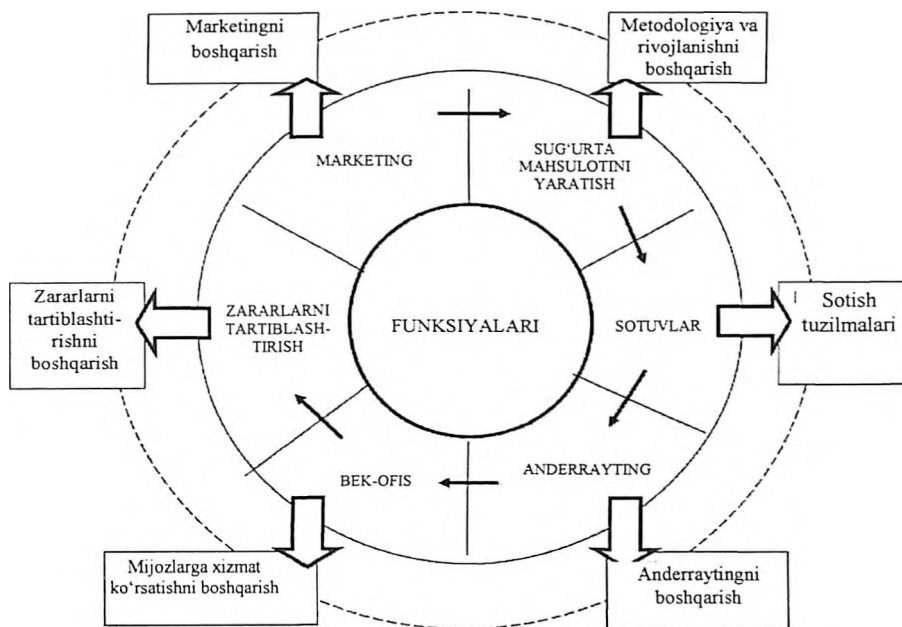 Marketingni
boshqarish
Metodologiya va
rivojlanishni
boshqarish
MARKETING
SUG‘URTA
MAHSULOTINI
YARATISH
Zararlarni
tartiblashti-
rishni
boshqarish
ZARARLARNI
TARTIBLASH-
TIRISH
FUNKSIYALARI
SOTUVLAR
Sotish
tuzilmalari
BEK-OFIS
ANDERRAYTING
Mijozlarga xizmat
ko‘rsatishni boshqarish
Anderraytingni
boshqarish